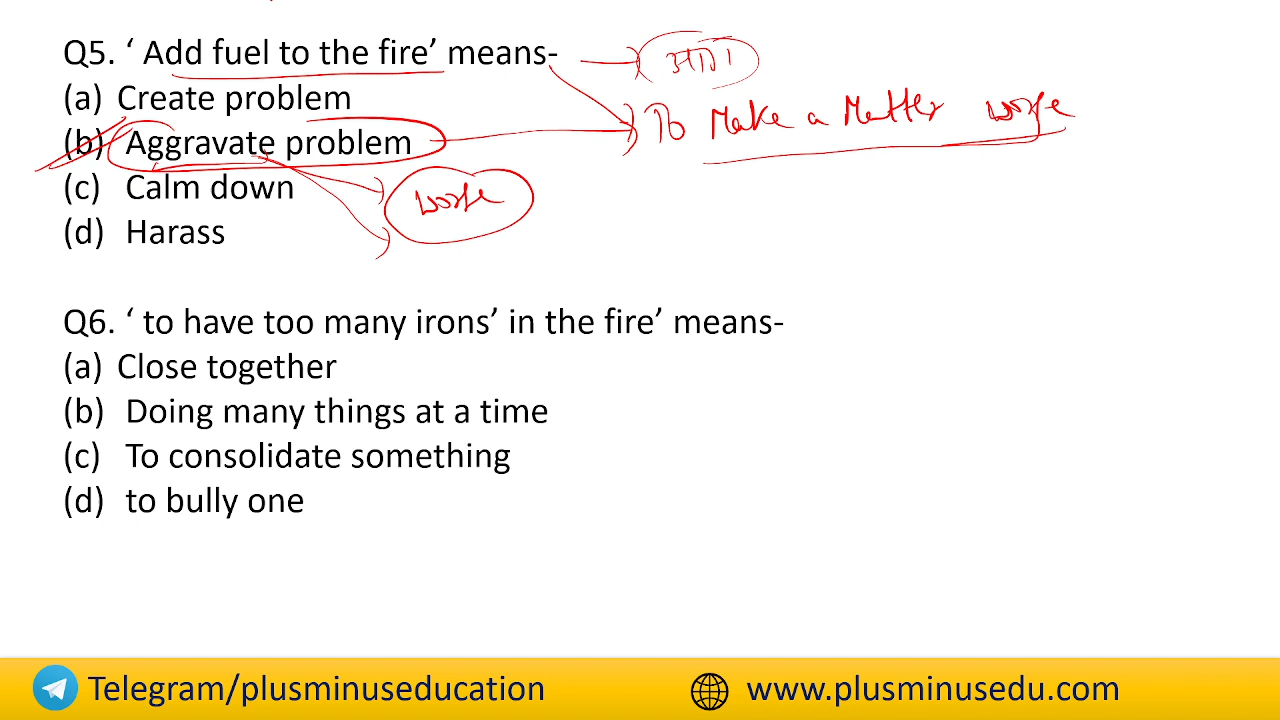 Q5. ‘ Add fuel to the fire’ means-
(a) Create problem
(b) Aggravate problem
(c) Calm down
(d) Harass
To Make a Matter worse
worse
Q6. ‘ to have too many irons’ in the fire’ means-
(a) Close together
(b) Doing many things at a time
(c) To consolidate something
(d) to bully one
Telegram/plusminuseducation
www.plusminusedu.com